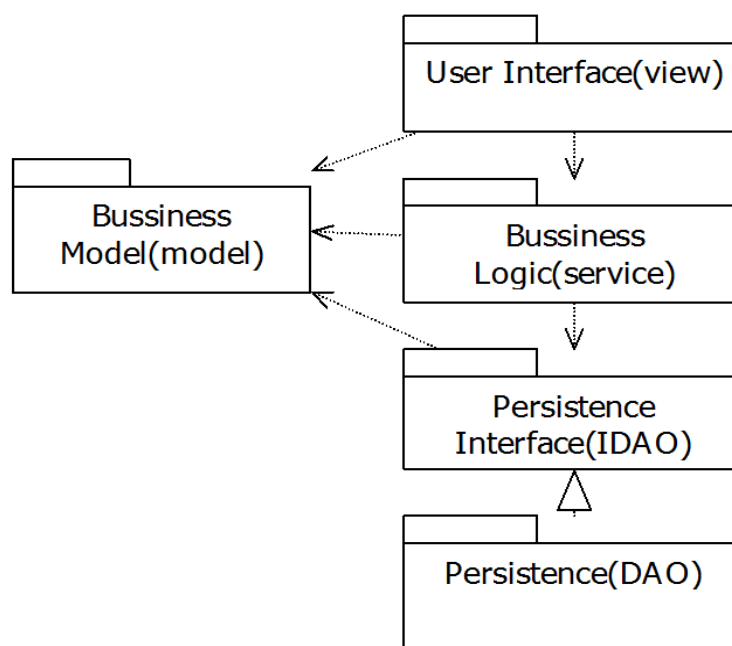 User Interface(view)
Bussiness
Model(model)
Bussiness
Logic(service)
Persistence
Interface(IDAO)
Persistence(DAO)